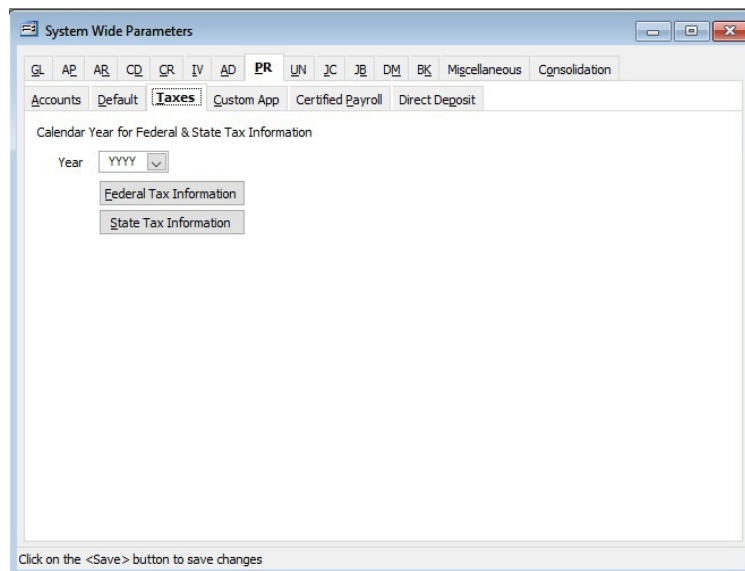 System Wide Parameters
GL AP AR CD CR IV AD PR UN JC JB DM BK Miscellaneous Consolidation
Accounts Default Taxes Custom App Certified Payroll Direct Deposit
Calendar Year for Federal & State Tax Information
Year YYYY
Federal Tax Information
State Tax Information
Click on the <Save> button to save changes